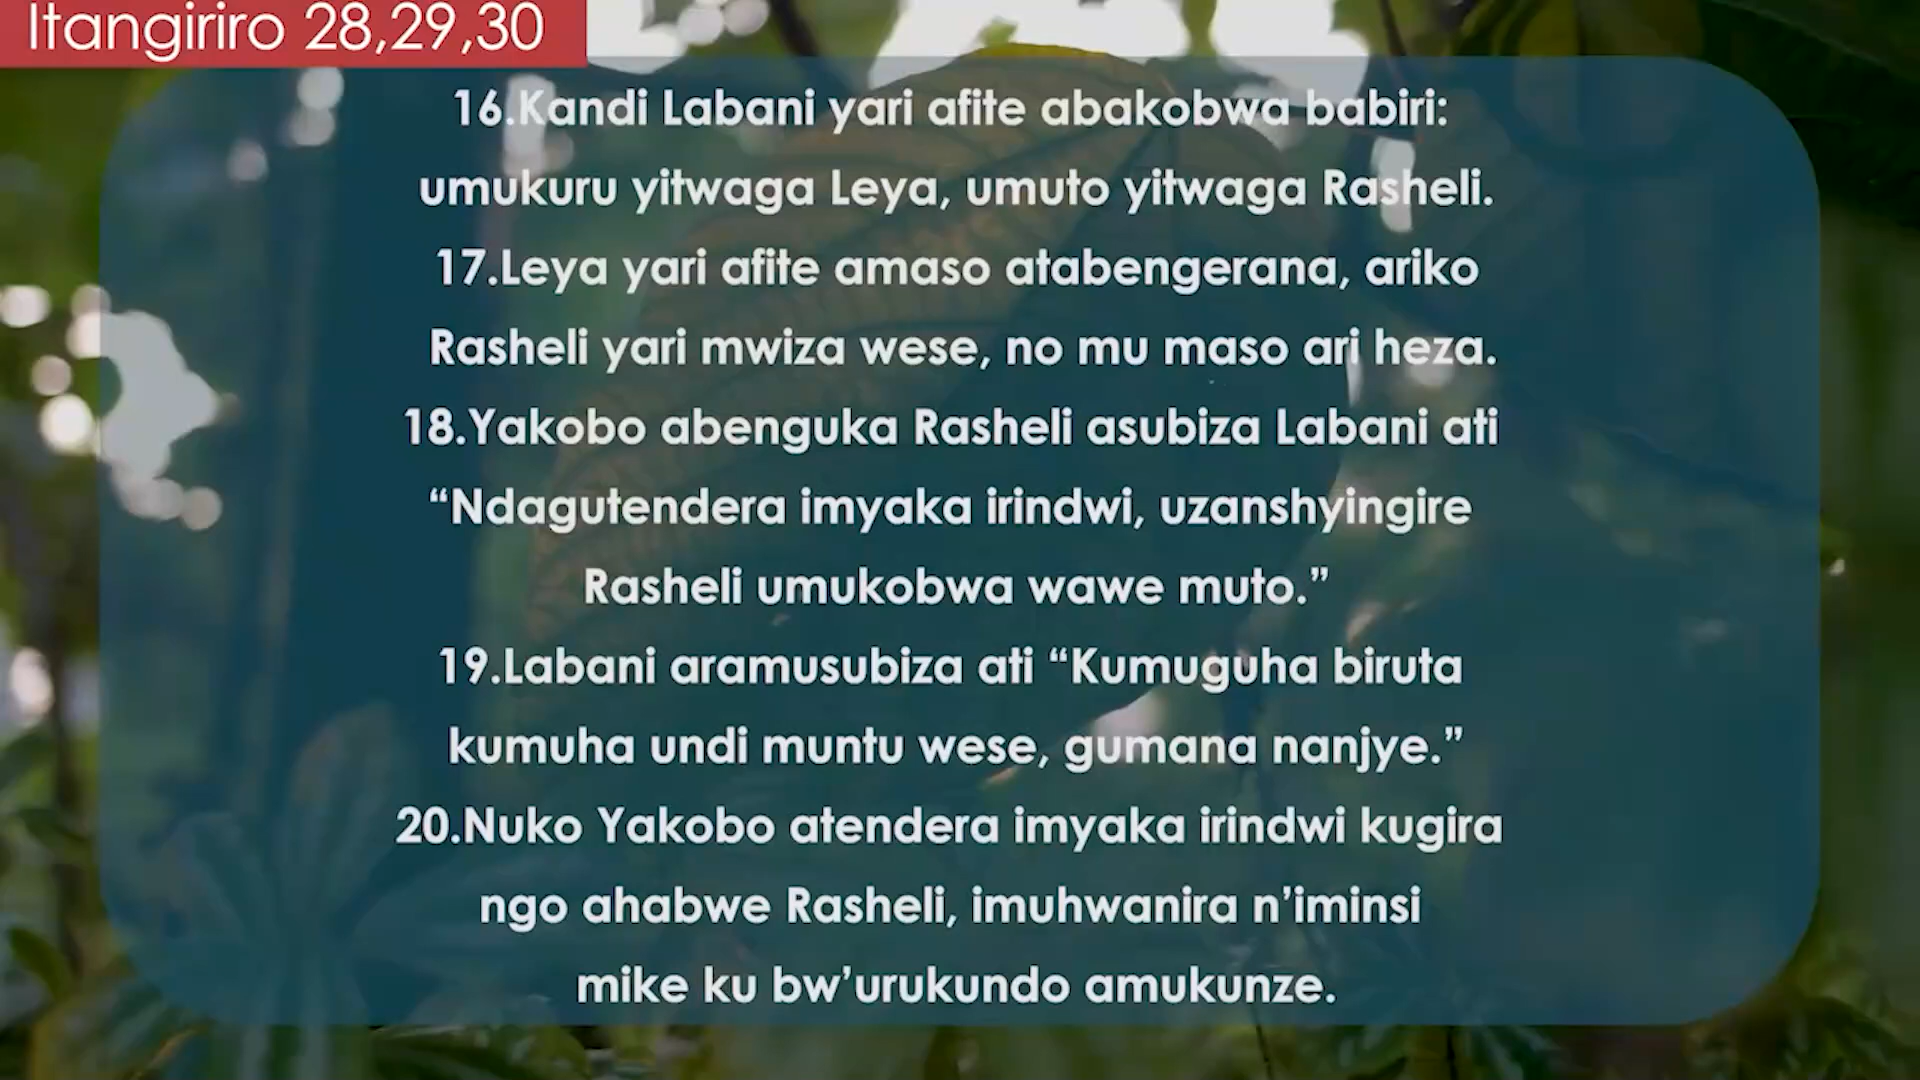 Itangiriro 28,29,30
16.Kandi Labani yari afite abakobwa babiri:
umukuru yitwaga Leya, umuto yitwaga Rasheli.
17.Leya yari afite amaso atabengerana, ariko
Rasheli yari mwiza wese, no mu maso ari heza.
18.Yakobo abenguka Rasheli asubiza Labani ati
“Ndagutendera imyaka irindwi, uzanshyingire
Rasheli umukobwa wawe muto.”
19.Labani aramusubiza ati “Kumuguha biruta
kumuha undi muntu wese, gumana nanjye.”
20.Nuko Yakobo atendera imyaka irindwi kugira
ngo ahabwe Rasheli, imuhwanira n’iminsi
mike ku bw’urukundo amukunze.